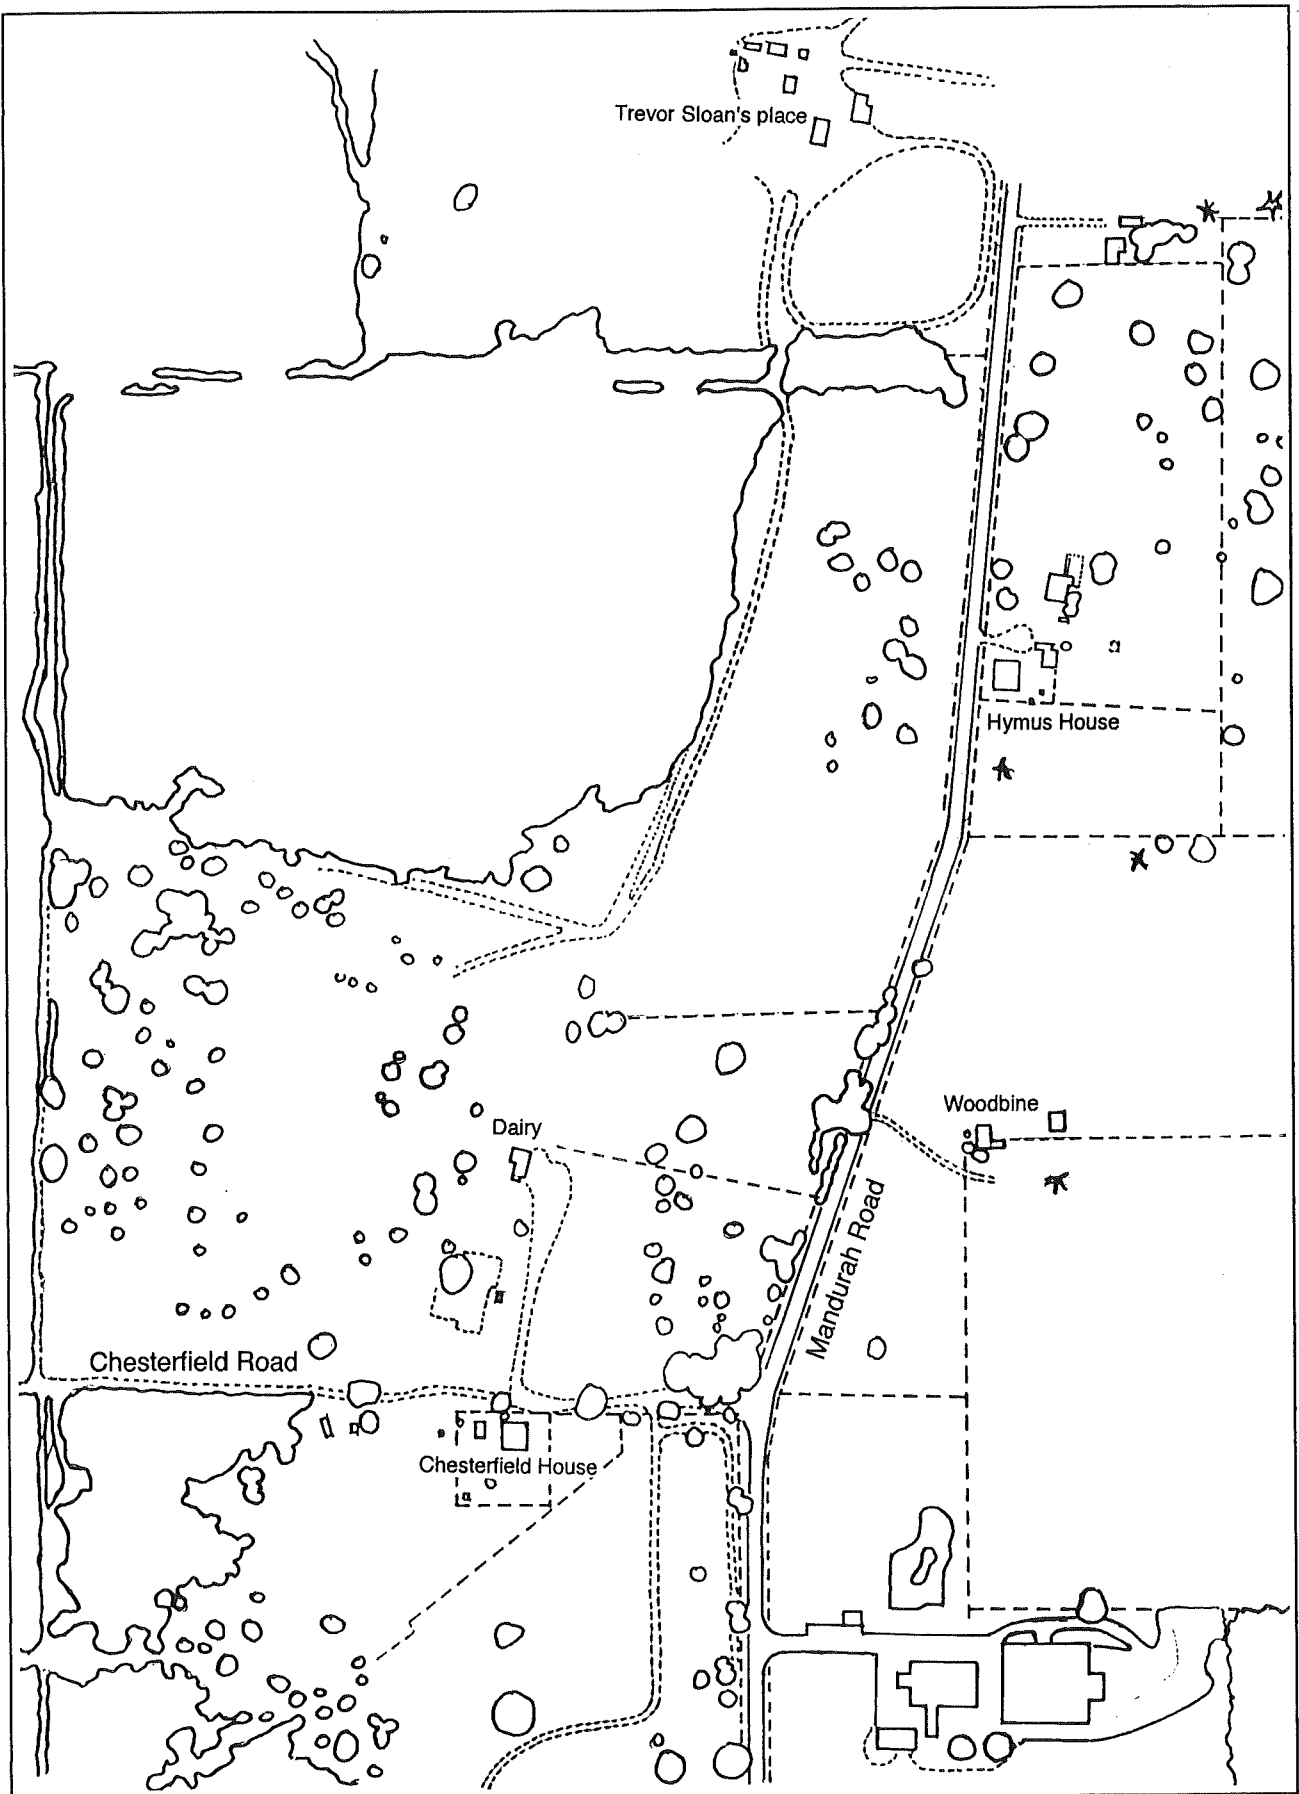 Trevor Sloan's place
Hymus House
Woodbine
Dairy
Mandurah Road
Chesterfield Road
Chesterfield House